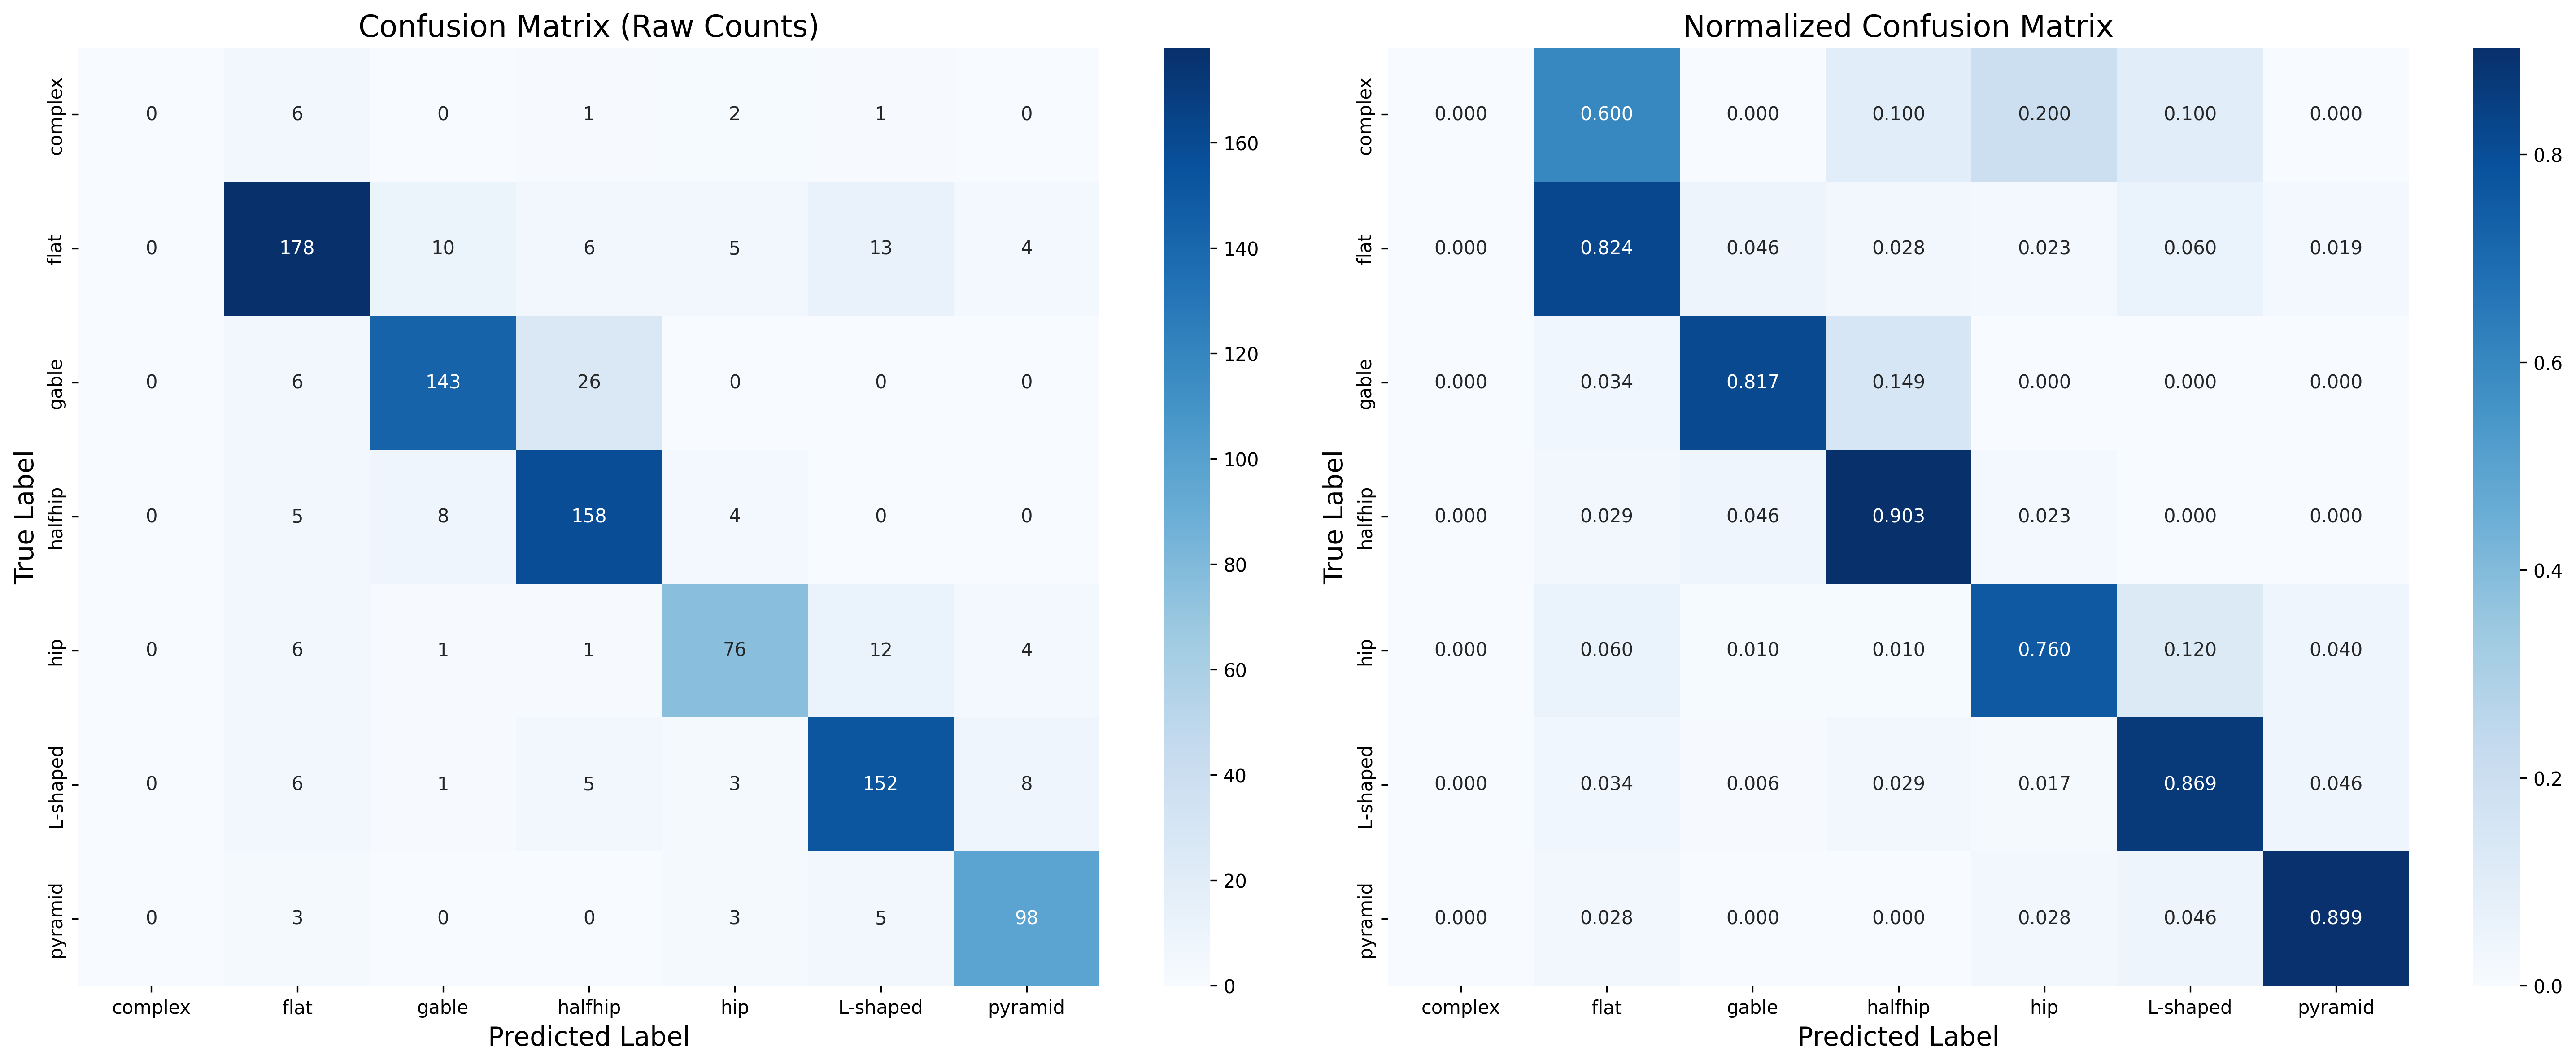 Confusion Matrix (Raw Counts)
True Label
complex 0 6 0 1 2 1 0
flat 0 178 10 6 5 13 4
gable 0 6 143 26 0 0 0
halfhip 0 5 8 158 4 0 0
hip 0 6 1 1 76 12 4
L-shaped 0 6 1 5 3 152 8
pyramid 0 3 0 0 3 5 98
complex flat gable halfhip hip L-shaped pyramid
Predicted Label
160
140
120
100
80
60
40
20
0
Normalized Confusion Matrix
True Label
complex 0.000 0.600 0.000 0.100 0.200 0.100 0.000
flat 0.000 0.824 0.046 0.028 0.023 0.060 0.019
gable 0.000 0.034 0.817 0.149 0.000 0.000 0.000
halfhip 0.000 0.029 0.046 0.903 0.023 0.000 0.000
hip 0.000 0.060 0.010 0.010 0.760 0.120 0.040
L-shaped 0.000 0.034 0.006 0.029 0.017 0.869 0.046
pyramid 0.000 0.028 0.000 0.000 0.028 0.046 0.899
complex flat gable halfhip hip L-shaped pyramid
Predicted Label
0.8
0.6
0.4
0.2
0.0